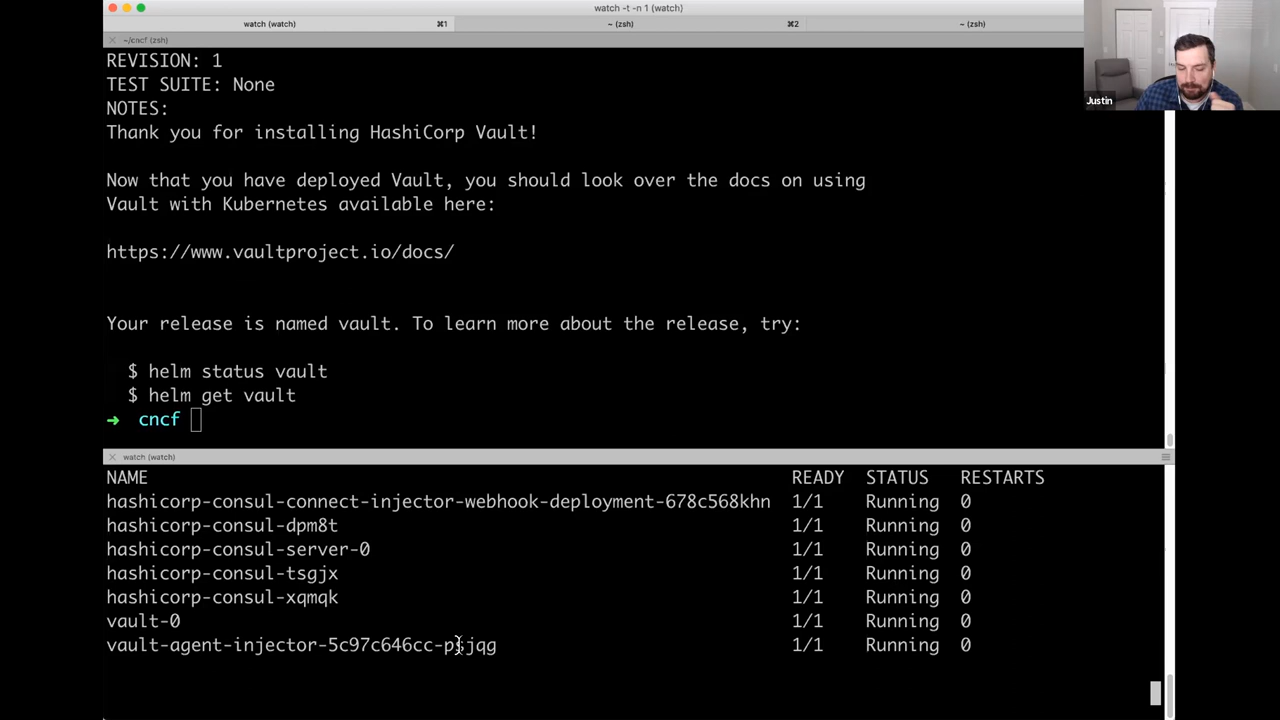 watch -t -n 1 (watch)
watch (watch) ⌘1 ~ (zsh) ⌘2 ~ (zsh)
~/cncf (zsh)
REVISION: 1
TEST SUITE: None
NOTES:
Thank you for installing HashiCorp Vault!
Now that you have deployed Vault, you should look over the docs on using
Vault with Kubernetes available here:
https://www.vaultproject.io/docs/
Your release is named vault. To learn more about the release, try:
$ helm status vault
$ helm get vault
➜ cncf
Justin
watch (watch)
NAME READY STATUS RESTARTS
hashicorp-consul-connect-injector-webhook-deployment-678c568khn 1/1 Running 0
hashicorp-consul-dpm8t 1/1 Running 0
hashicorp-consul-server-0 1/1 Running 0
hashicorp-consul-tsgjx 1/1 Running 0
hashicorp-consul-xqmqk 1/1 Running 0
vault-0 1/1 Running 0
vault-agent-injector-5c97c646cc-psjqg 1/1 Running 0